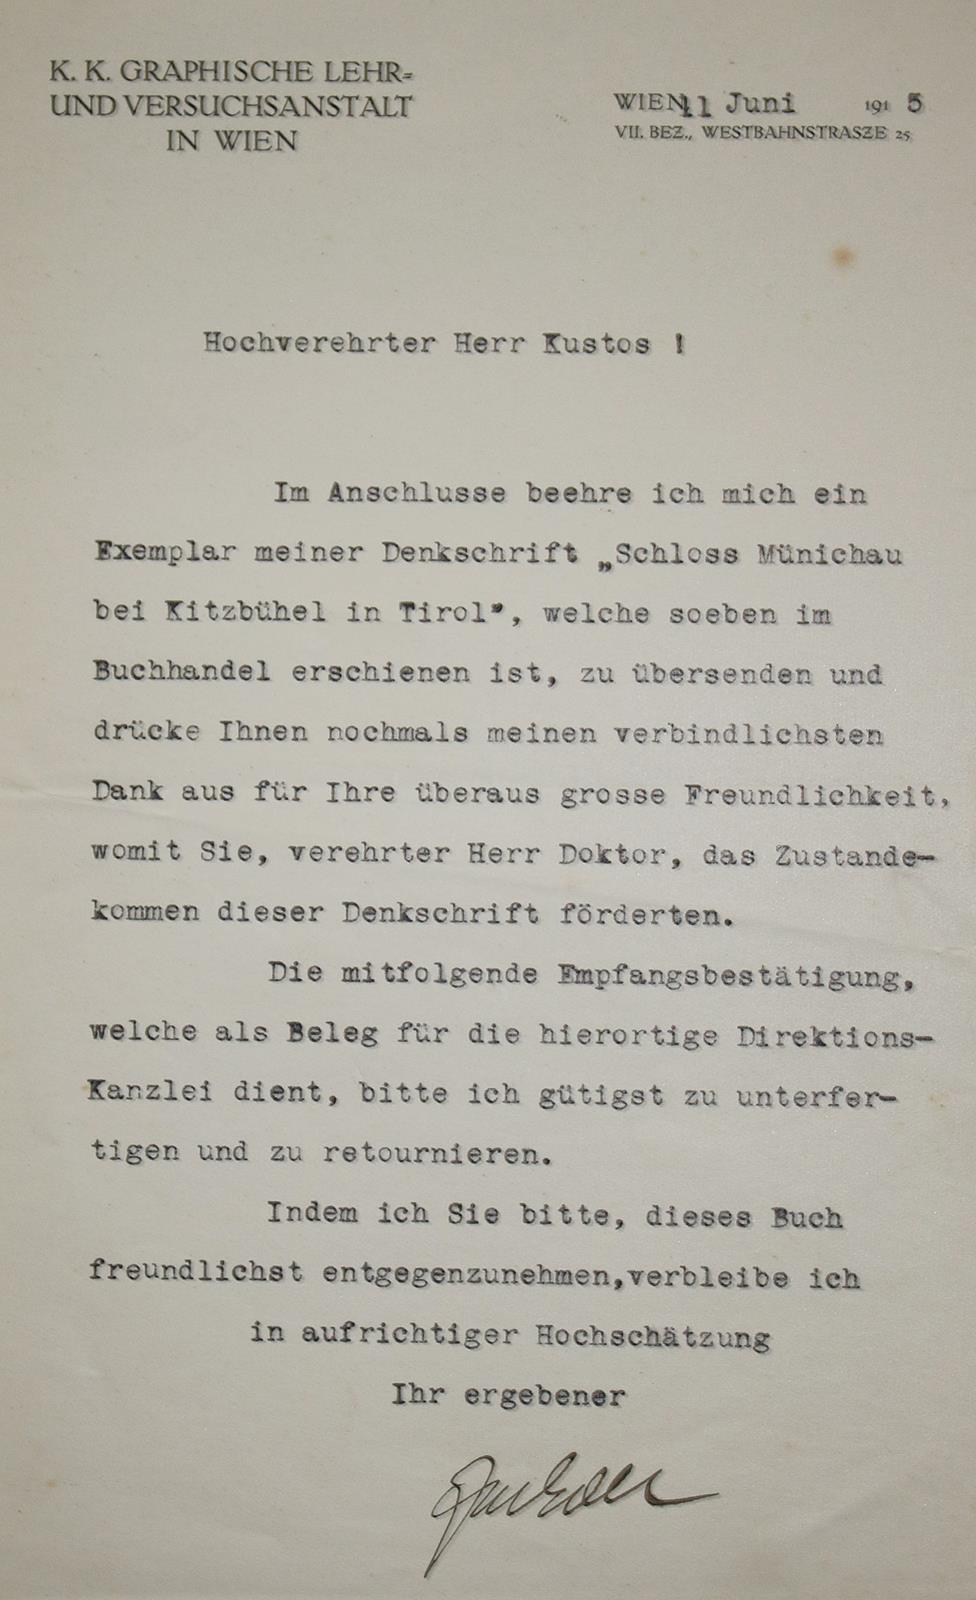 K. K. GRAPHISCHE LEHR-
UND VERSUCHSANSTALT
IN WIEN
WIEN 11 Juni 1915
VII. BEZ., WESTBAHNSTRASZE 25
Hochverehrter Herr Kustos !
Im Anschlusse beehre ich mich ein
Exemplar meiner Denkschrift „Schloss Münichau
bei Kitzbühel in Tirol", welche soeben im
Buchhandel erschienen ist, zu übersenden und
drücke Ihnen nochmals meinen verbindlichsten
Dank aus für Ihre überaus grosse Freundlichkeit,
womit Sie, verehrter Herr Doktor, das Zustande-
kommen dieser Denkschrift förderten.
Die mitfolgende Empfangsbestätigung,
welche als Beleg für die hierortige Direktions-
Kanzlei dient, bitte ich gütigst zu unterfer-
tigen und zu retournieren.
Indem ich Sie bitte, dieses Buch
freundlichst entgegenzunehmen,verbleibe ich
in aufrichtiger Hochschätzung
Ihr ergebener